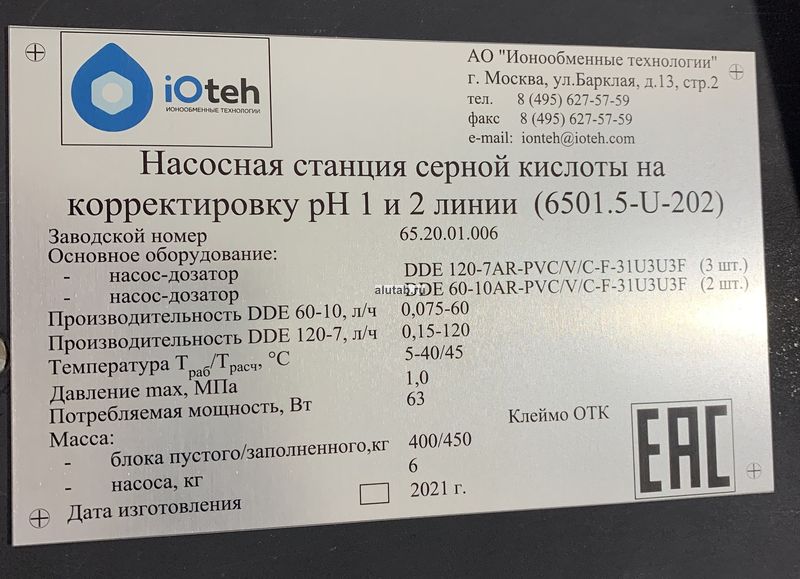 iOteh
ИОНООБМЕННЫЕ ТЕХНОЛОГИИ
АО "Ионообменные технологии"
г. Москва, ул.Барклая, д.13, стр.2
тел. 8 (495) 627-57-59
факс 8 (495) 627-57-59
e-mail: ionteh@ioteh.com
Насосная станция серной кислоты на
корректировку pH 1 и 2 линии (6501.5-U-202)
Заводской номер 65.20.01.006
Основное оборудование:
- насос-дозатор DDE 120-7AR-PVC/V/C-F-31U3U3F (3 шт.)
- насос-дозатор DDE 60-10AR-PVC/V/C-F-31U3U3F (2 шт.)
alutab.ru
Производительность DDE 60-10, л/ч 0,075-60
Производительность DDE 120-7, л/ч 0,15-120
Температура Tраб/Tрасч, °C 5-40/45
Давление max, МПа 1,0
Потребляемая мощность, Вт 63
Клеймо ОТК
Масса:
- блока пустого/заполненного,кг 400/450
- насоса, кг 6
Дата изготовления 2021 г.
EAC